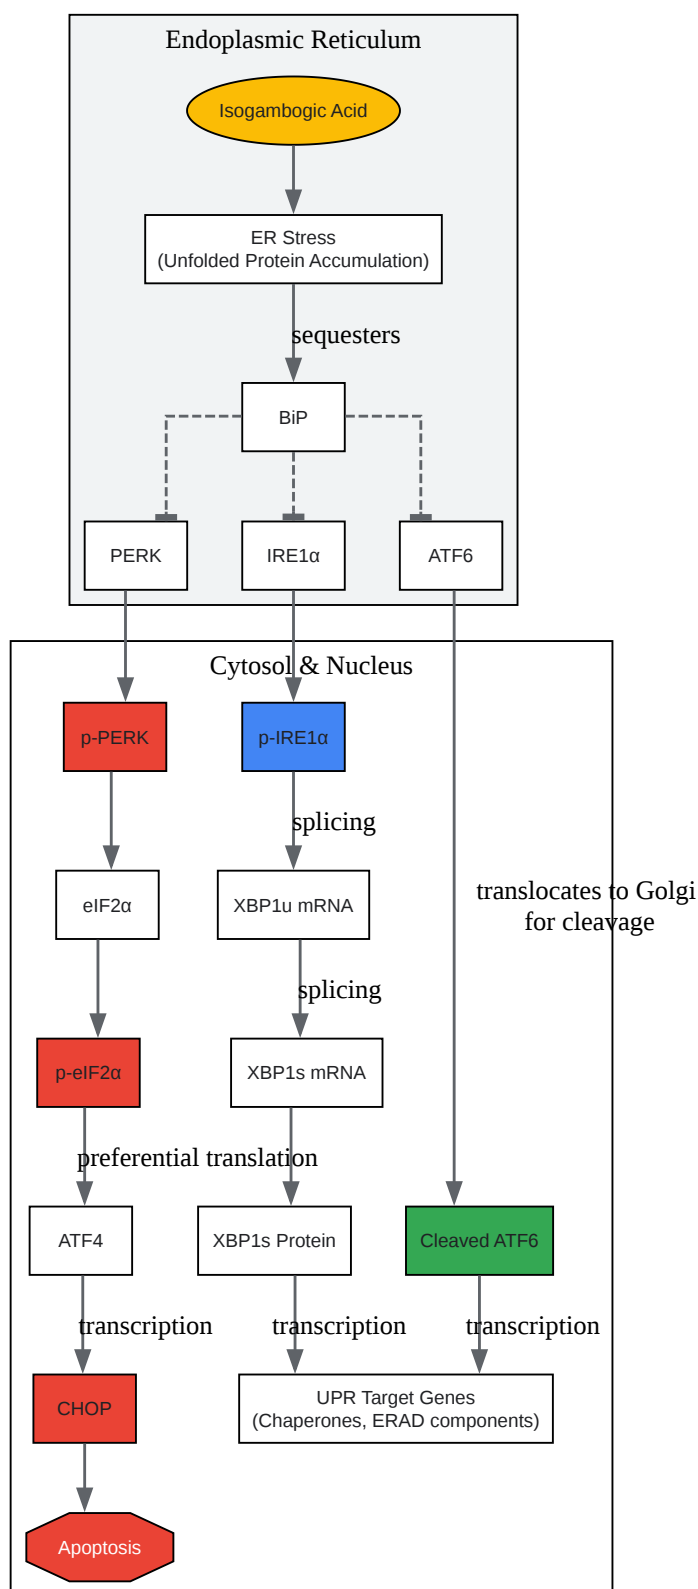 Endoplasmic Reticulum
Isogambogic Acid
ER Stress
(Unfolded Protein Accumulation)
sequesters
BiP
PERK
IRE1α
ATF6
Cytosol & Nucleus
p-PERK
p-IRE1α
splicing
eIF2α
XBP1u mRNA
translocates to Golgi
for cleavage
splicing
p-eIF2α
XBP1s mRNA
preferential translation
ATF4
XBP1s Protein
Cleaved ATF6
transcription
transcription
transcription
CHOP
UPR Target Genes
(Chaperones, ERAD components)
Apoptosis